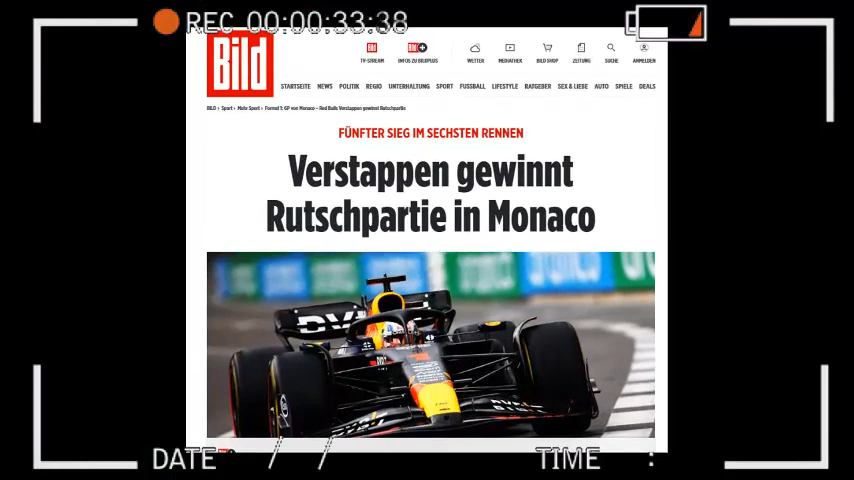 REC 00:00:33:38
Bild
Bild
Bild
TV-STREAM
INFOS ZU BILDPLUS
WETTER
MEDIATHEK
BILD SHOP
ZEITUNG
SUCHE
ANMELDEN
STARTSEITE NEWS POLITIK REGIO UNTERHALTUNG SPORT FUSSBALL LIFESTYLE RATGEBER SEX & LIEBE AUTO SPIELE DEALS
BILD > Sport > Mehr Sport > Formel 1: GP von Monaco – Red Bulls Verstappen gewinnt Rutschpartie
FÜNFTER SIEG IM SECHSTEN RENNEN
Verstappen gewinnt
Rutschpartie in Monaco
1
DATE / /
TIME :